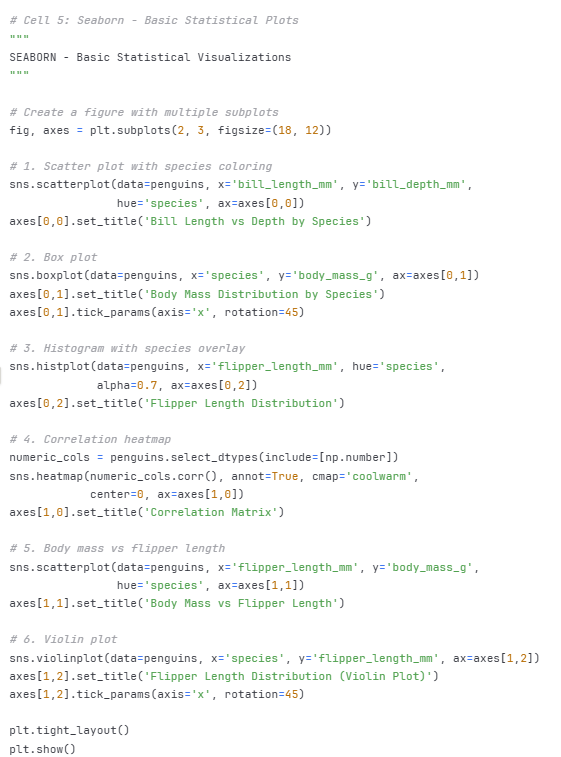 # Cell 5: Seaborn - Basic Statistical Plots
"""
SEABORN - Basic Statistical Visualizations
"""

# Create a figure with multiple subplots
fig, axes = plt.subplots(2, 3, figsize=(18, 12))

# 1. Scatter plot with species coloring
sns.scatterplot(data=penguins, x='bill_length_mm', y='bill_depth_mm',
                hue='species', ax=axes[0,0])
axes[0,0].set_title('Bill Length vs Depth by Species')

# 2. Box plot
sns.boxplot(data=penguins, x='species', y='body_mass_g', ax=axes[0,1])
axes[0,1].set_title('Body Mass Distribution by Species')
axes[0,1].tick_params(axis='x', rotation=45)

# 3. Histogram with species overlay
sns.histplot(data=penguins, x='flipper_length_mm', hue='species',
             alpha=0.7, ax=axes[0,2])
axes[0,2].set_title('Flipper Length Distribution')

# 4. Correlation heatmap
numeric_cols = penguins.select_dtypes(include=[np.number])
sns.heatmap(numeric_cols.corr(), annot=True, cmap='coolwarm',
            center=0, ax=axes[1,0])
axes[1,0].set_title('Correlation Matrix')

# 5. Body mass vs flipper length
sns.scatterplot(data=penguins, x='flipper_length_mm', y='body_mass_g',
                hue='species', ax=axes[1,1])
axes[1,1].set_title('Body Mass vs Flipper Length')

# 6. Violin plot
sns.violinplot(data=penguins, x='species', y='flipper_length_mm', ax=axes[1,2])
axes[1,2].set_title('Flipper Length Distribution (Violin Plot)')
axes[1,2].tick_params(axis='x', rotation=45)

plt.tight_layout()
plt.show()